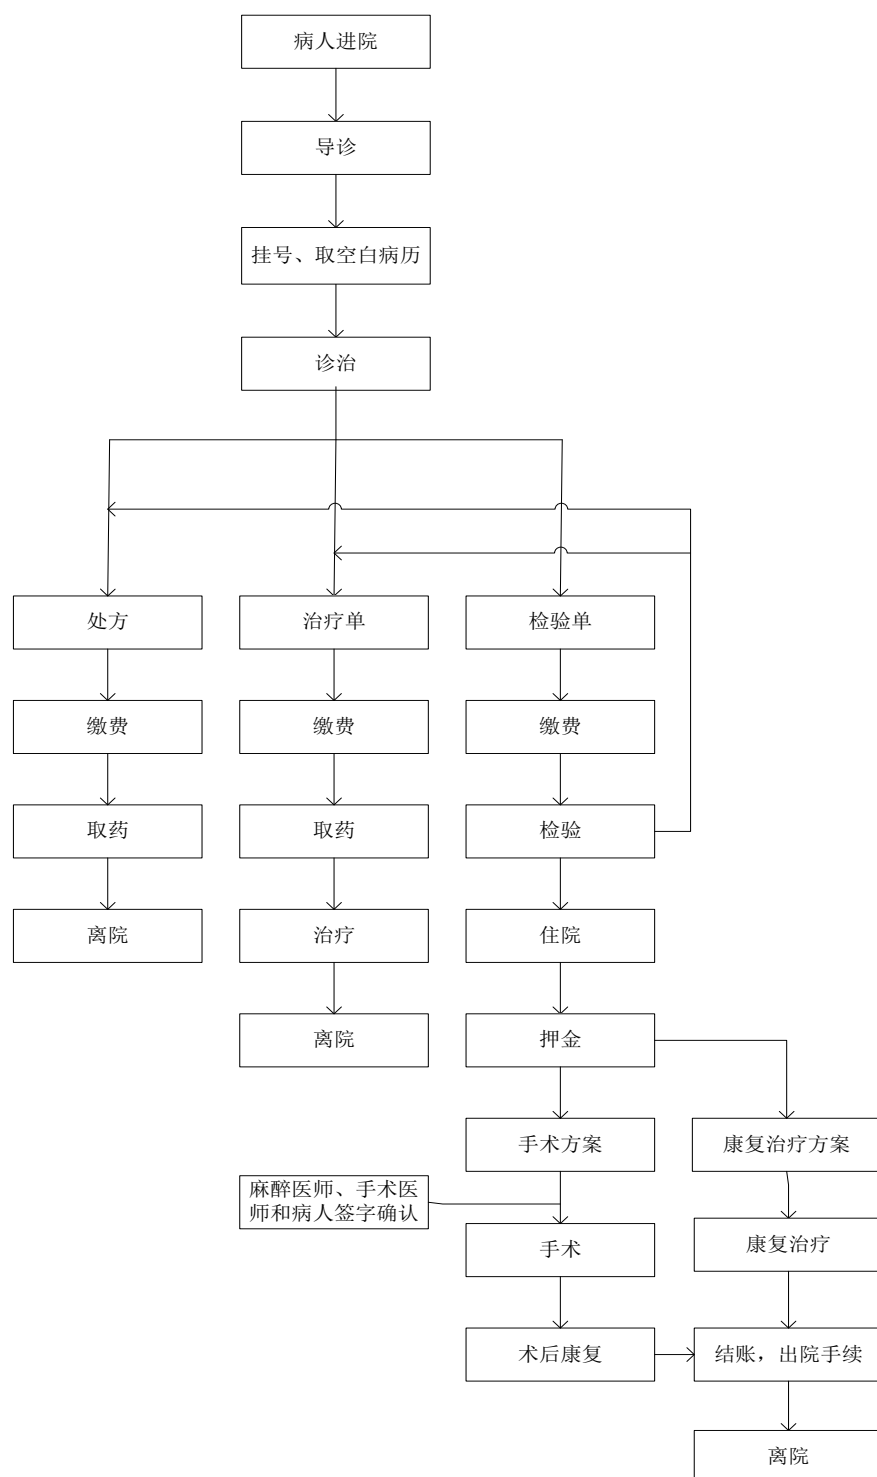 病人进院
导诊
挂号、取空白病历
诊治
处方
治疗单
检验单
缴费
缴费
缴费
取药
取药
检验
离院
治疗
住院
离院
押金
手术方案
康复治疗方案
麻醉医师、手术医
师和病人签字确认
手术
康复治疗
术后康复
结账，出院手续
离院